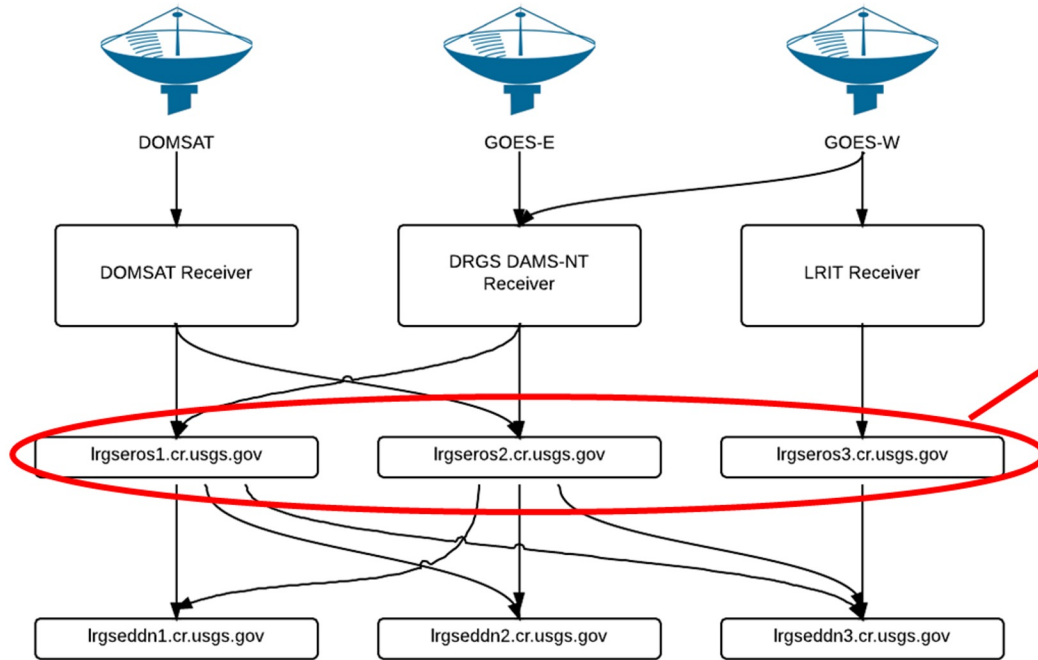 DOMSAT
GOES-E
GOES-W
DOMSAT Receiver
DRGS DAMS-NT
Receiver
LRIT Receiver
lrgseros1.cr.usgs.gov
lrgseros2.cr.usgs.gov
lrgseros3.cr.usgs.gov
lrgseddn1.cr.usgs.gov
lrgseddn2.cr.usgs.gov
lrgseddn3.cr.usgs.gov